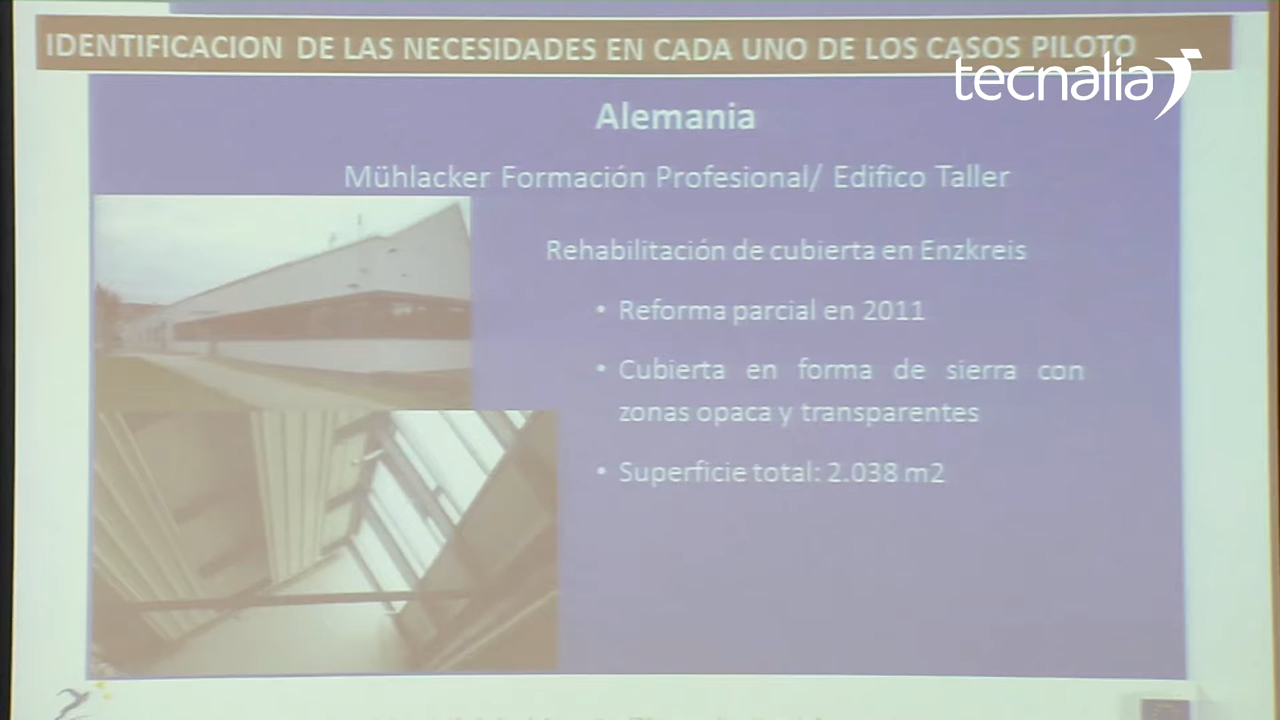 IDENTIFICACION DE LAS NECESIDADES EN CADA UNO DE LOS CASOS PILOTO
tecnalia
Alemania
Mühlacker Formación Profesional/ Edifico Taller
Rehabilitación de cubierta en Enzkreis
• Reforma parcial en 2011
• Cubierta en forma de sierra con
zonas opaca y transparentes
• Superficie total: 2.038 m2